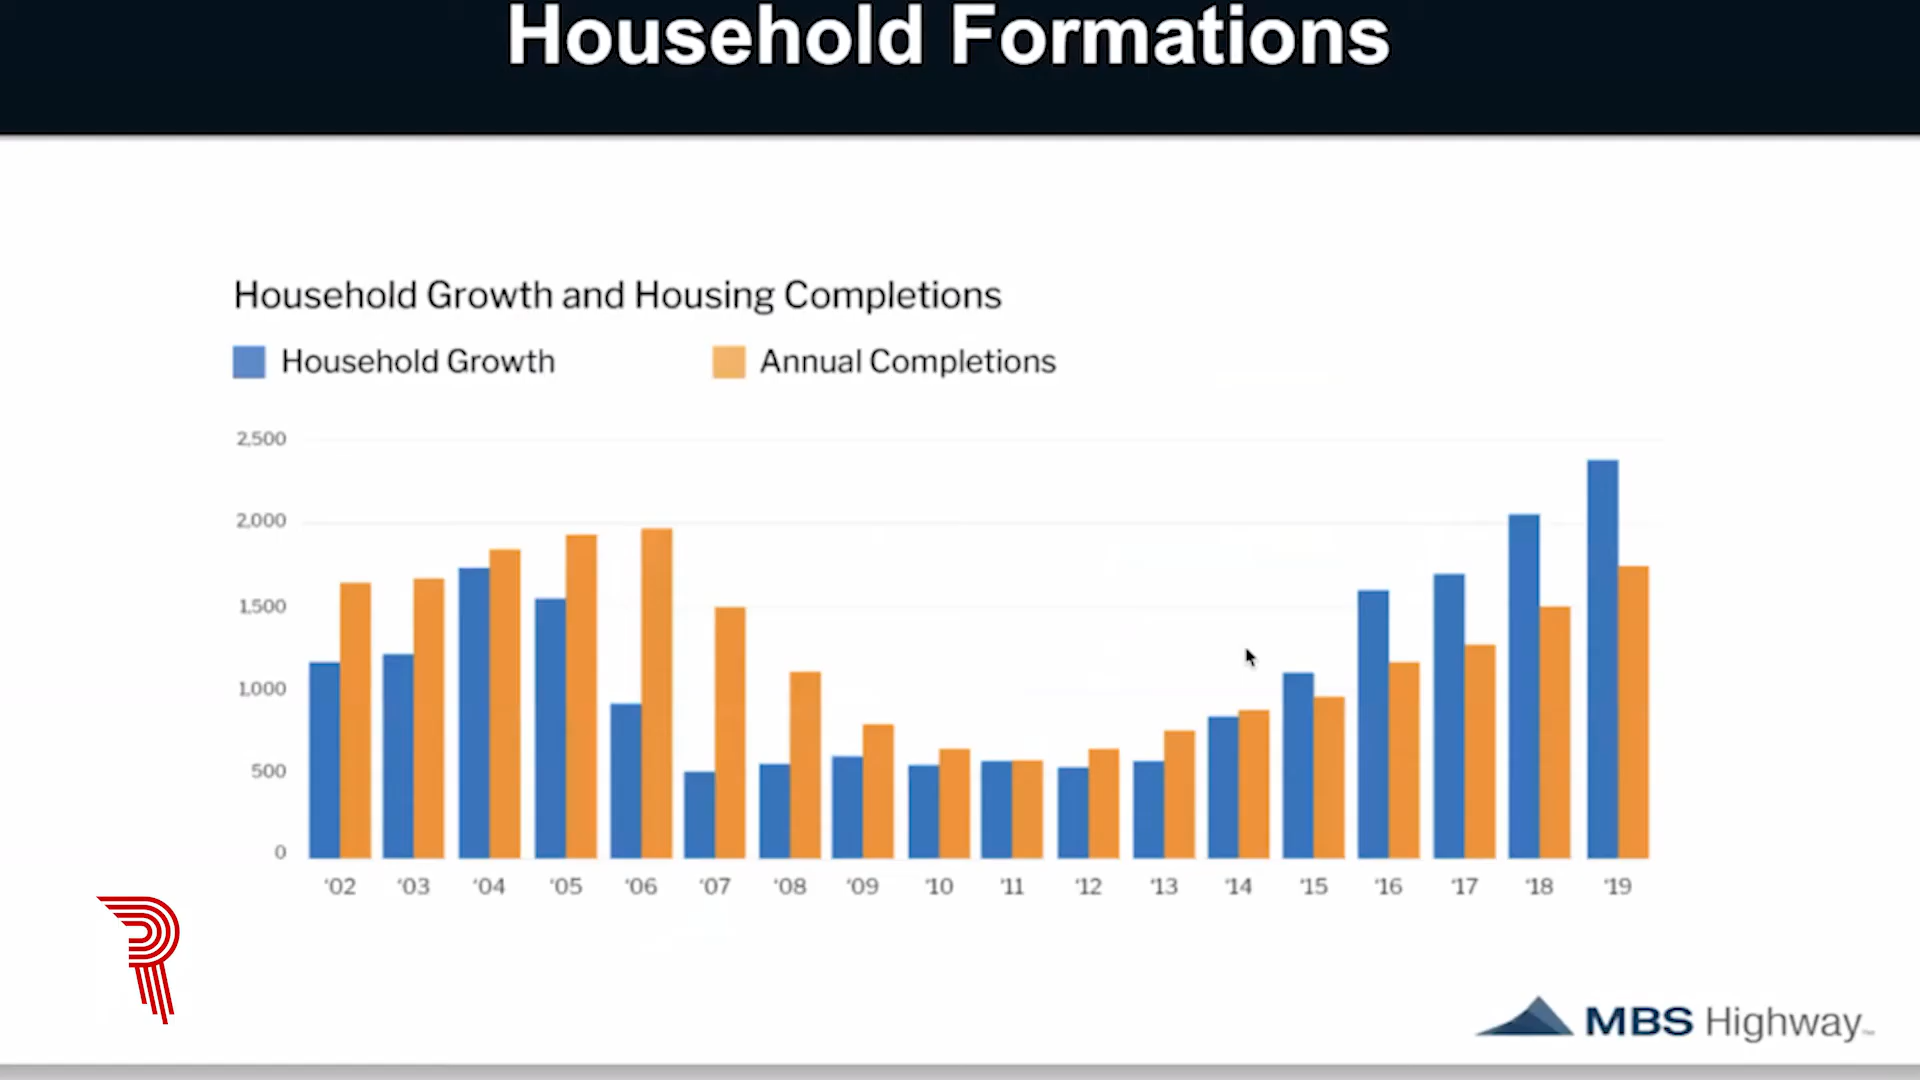 Household Formations
Household Growth and Housing Completions
Household Growth Annual Completions
2,500
2,000
1,500
1,000
500
0
'02 '03 '04 '05 '06 '07 '08 '09 '10 '11 '12 '13 '14 '15 '16 '17 '18 '19
MBS Highway